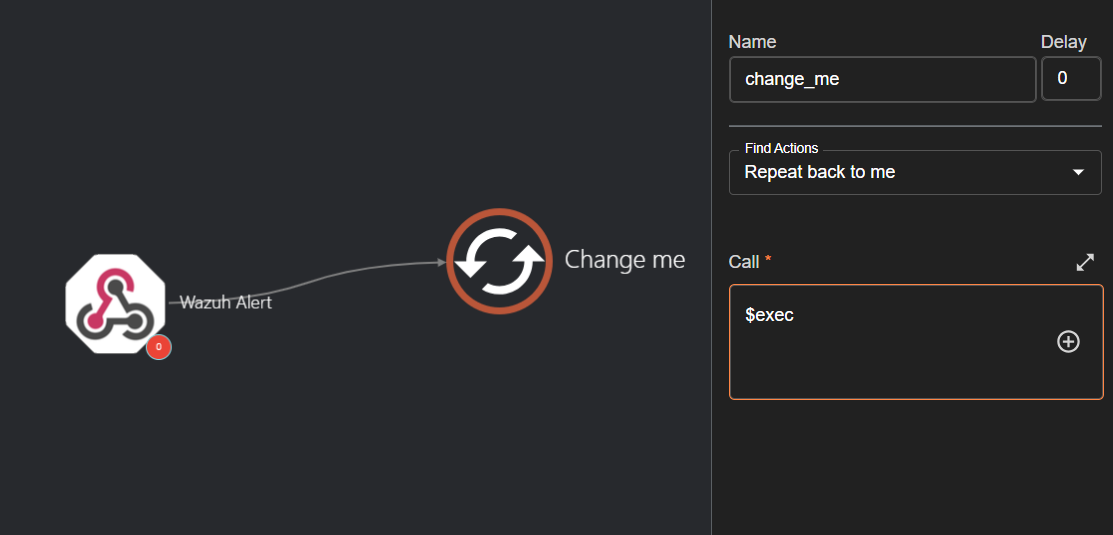 Wazuh Alert
0
Change me
Name
Delay
change_me
0
Find Actions
Repeat back to me
Call *
$exec